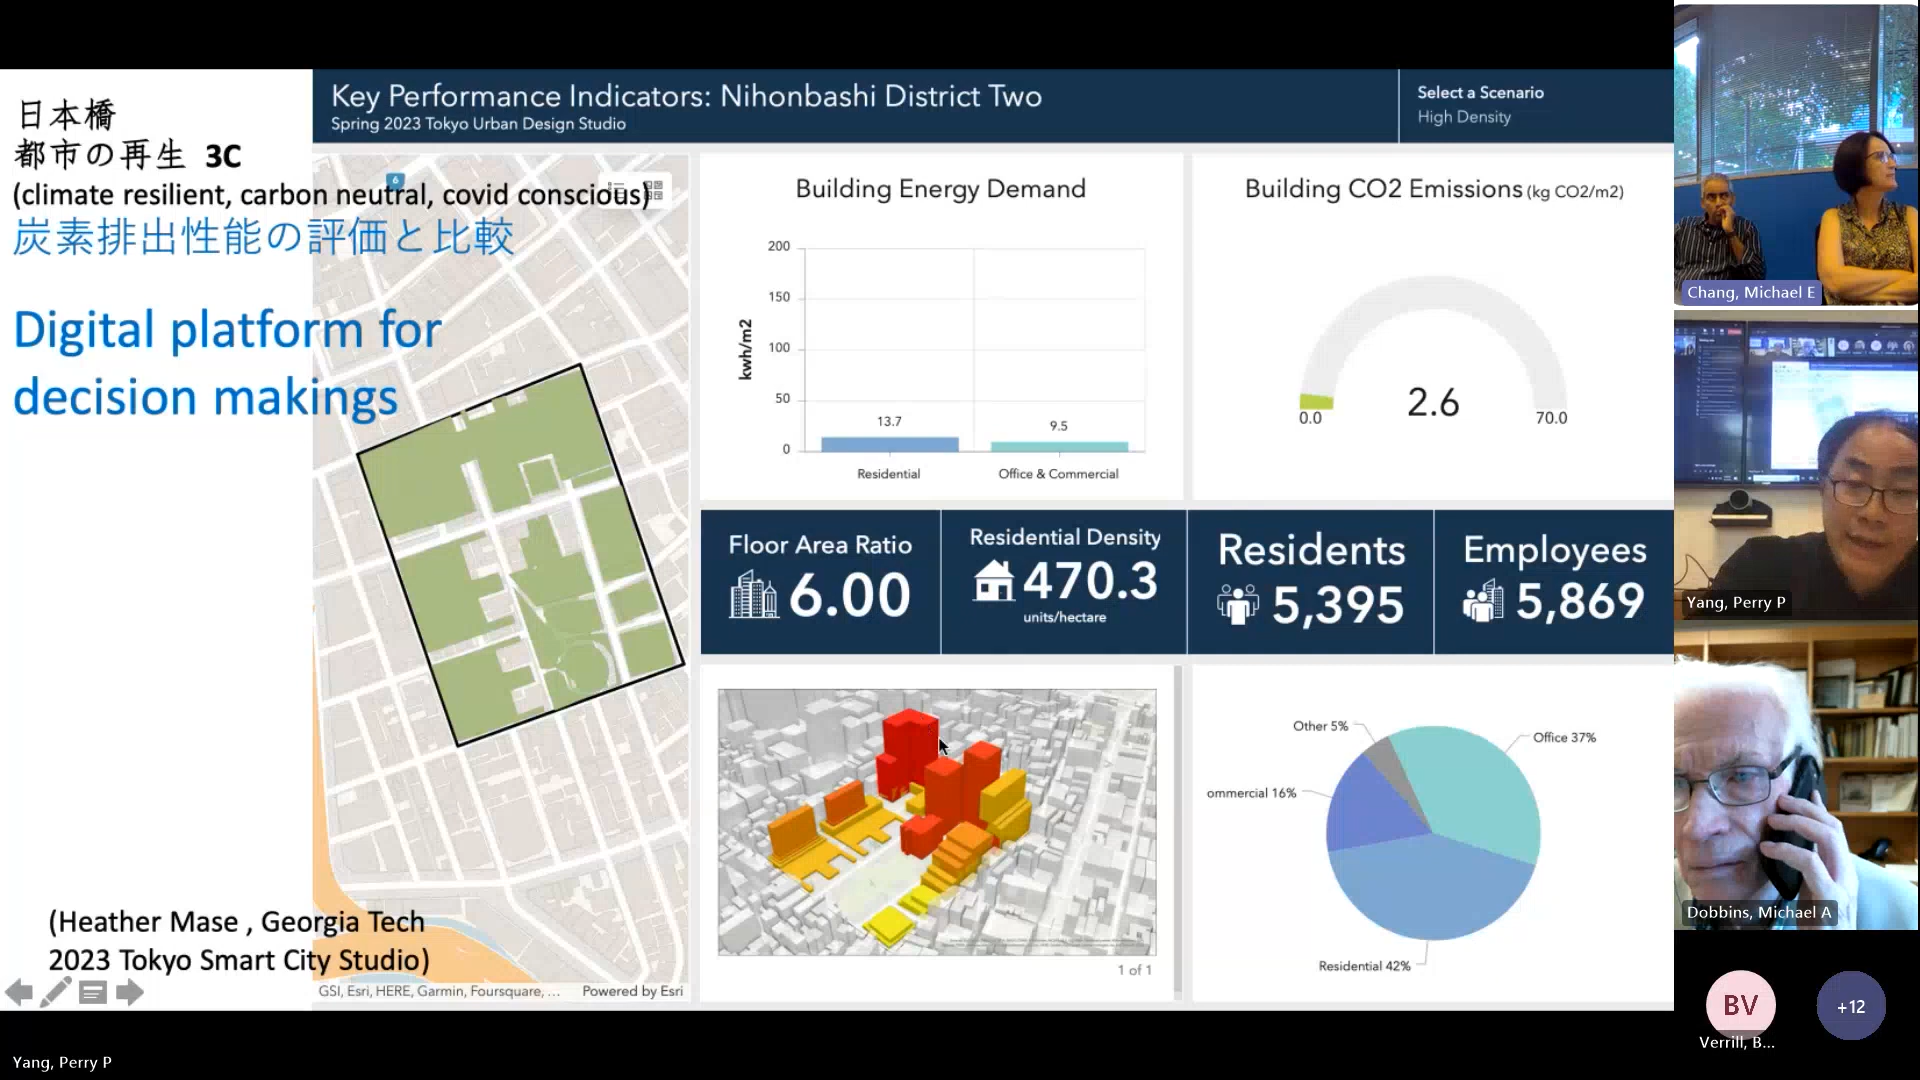 日本橋
都市の再生 3C
(climate resilient, carbon neutral, covid conscious)
炭素排出性能の評価と比較
Digital platform for
decision makings
(Heather Mase , Georgia Tech
2023 Tokyo Smart City Studio)
Key Performance Indicators: Nihonbashi District Two
Spring 2023 Tokyo Urban Design Studio
Select a Scenario
High Density
6
GSI, Esri, HERE, Garmin, Foursquare, ...
Powered by Esri
Building Energy Demand
200
150
100
50
0
kwh/m2
13.7
9.5
Residential
Office & Commercial
Building CO2 Emissions (kg CO2/m2)
2.6
0.0
70.0
Floor Area Ratio
6.00
Residential Density
470.3
units/hectare
Residents
5,395
Employees
5,869
1 of 1
Other 5%
Office 37%
ommercial 16%
Residential 42%
Chang, Michael E
Yang, Perry P
Dobbins, Michael A
BV
Verrill, B...
+12
Yang, Perry P